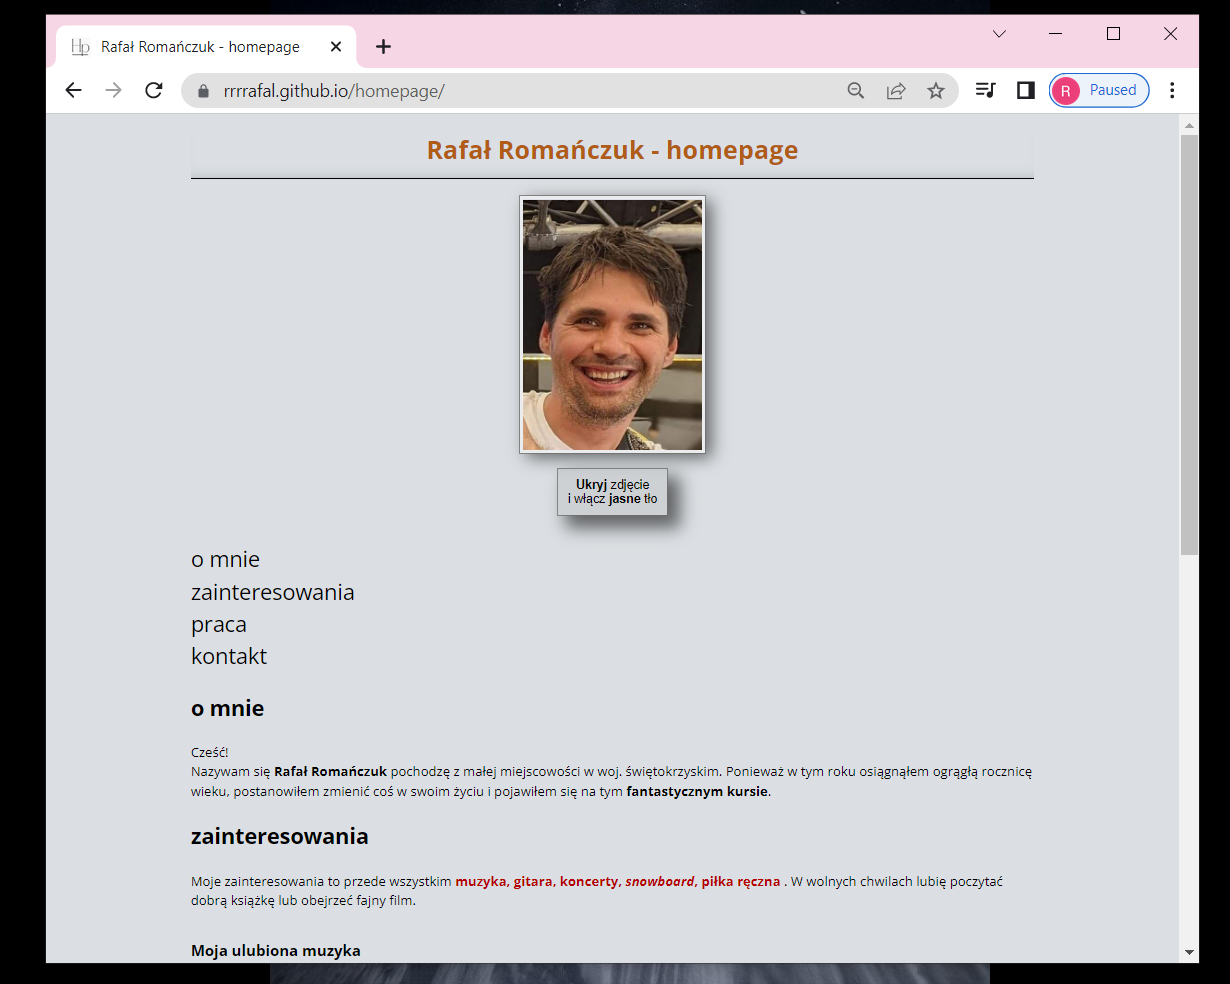 Hp Rafał Romańczuk - homepage
rrrrafal.github.io/homepage/
R Paused
Rafał Romańczuk - homepage
Ukryj zdjęcie
i włącz jasne tło
o mnie
zainteresowania
praca
kontakt
o mnie
Cześć!
Nazywam się Rafał Romańczuk pochodzę z małej miejscowości w woj. świętokrzyskim. Ponieważ w tym roku osiągnąłem ogrągłą rocznicę
wieku, postanowiłem zmienić coś w swoim życiu i pojawiłem się na tym fantastycznym kursie.
zainteresowania
Moje zainteresowania to przede wszystkim muzyka, gitara, koncerty, snowboard, piłka ręczna . W wolnych chwilach lubię poczytać
dobrą książkę lub obejrzeć fajny film.
Moja ulubiona muzyka